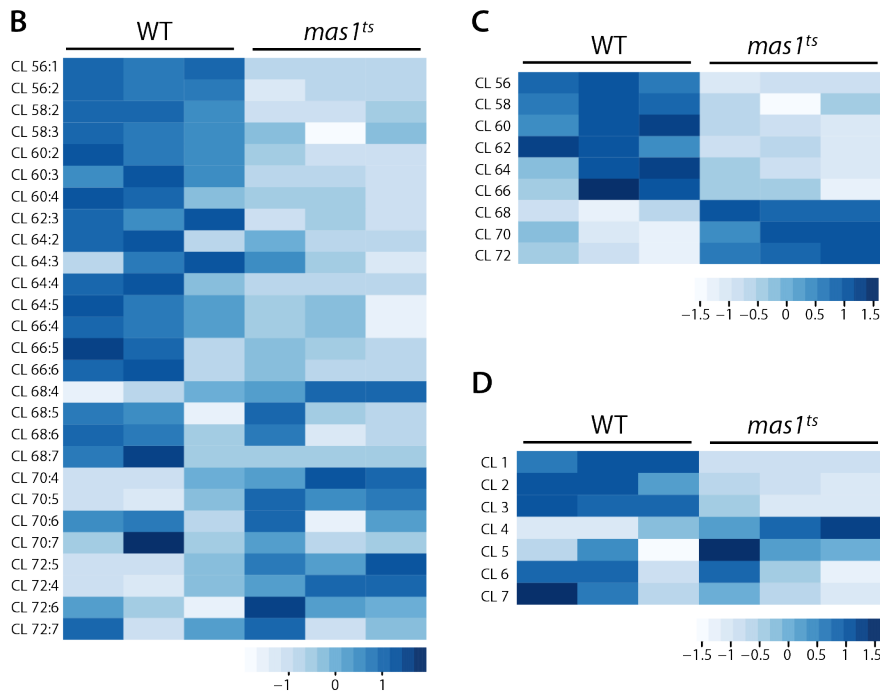 B
WT mas1ts
CL 56:1
CL 56:2
CL 58:2
CL 58:3
CL 60:2
CL 60:3
CL 60:4
CL 62:3
CL 64:2
CL 64:3
CL 64:4
CL 64:5
CL 66:4
CL 66:5
CL 66:6
CL 68:4
CL 68:5
CL 68:6
CL 68:7
CL 70:4
CL 70:5
CL 70:6
CL 70:7
CL 72:5
CL 72:4
CL 72:6
CL 72:7
−1 0 1
C
WT mas1ts
CL 56
CL 58
CL 60
CL 62
CL 64
CL 66
CL 68
CL 70
CL 72
−1.5 −1 −0.5 0 0.5 1 1.5
D
WT mas1ts
CL 1
CL 2
CL 3
CL 4
CL 5
CL 6
CL 7
−1.5 −1 −0.5 0 0.5 1 1.5